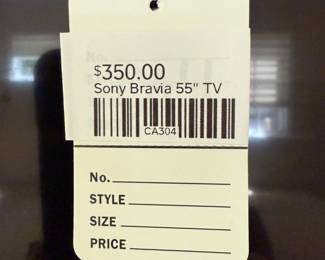 $350.00
Sony Bravia 55" TV
CA304
No.
STYLE
SIZE
PRICE